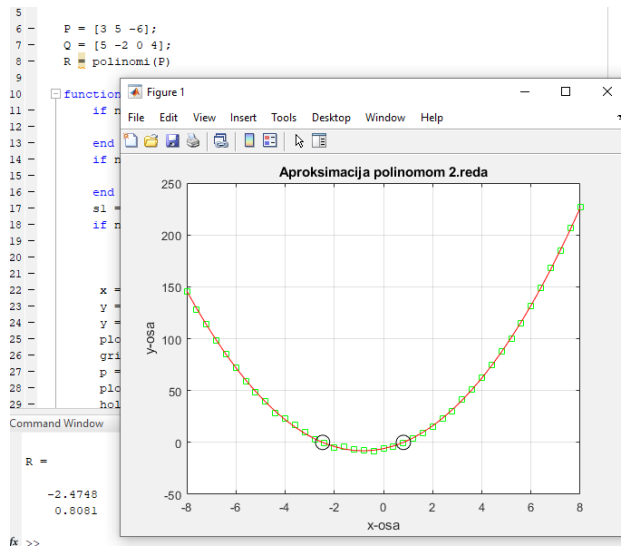 5
6 — P = [3 5 -6];
7 — Q = [5 -2 0 4];
8 — R = polinomi(P)
9
10 function
11 — if n
12 —
13 — end
14 — if n
15 —
16 — end
17 — s1 =
18 — if n
19 —
20 —
21 —
22 — x =
23 — y =
24 — y =
25 — plo
26 — gri
27 — p =
28 — plo
29 — hol
Figure 1
File Edit View Insert Tools Desktop Window Help
Aproksimacija polinomom 2.reda
250
200
150
100
50
0
-50
y-osa
-8 -6 -4 -2 0 2 4 6 8
x-osa
Command Window
R =
-2.4748
0.8081
fx >>